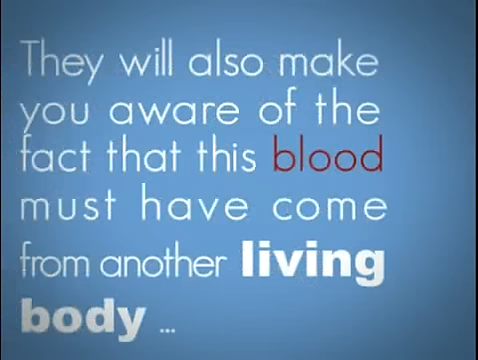 They will also make
you aware of the
fact that this blood
must have come
from another living
body ...